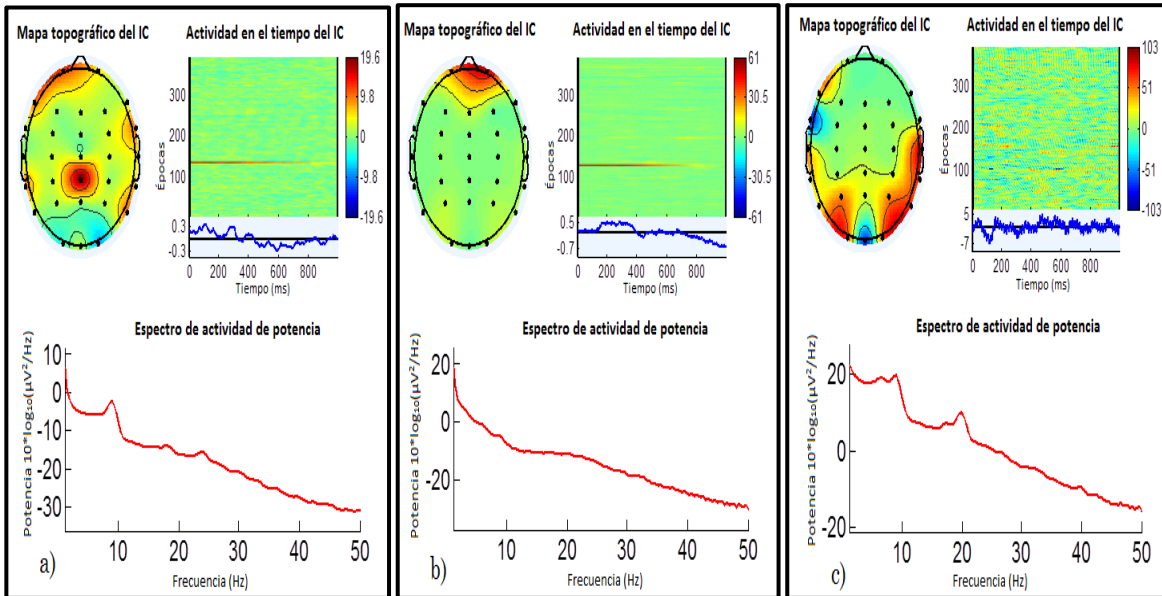 Mapa topográfico del IC
Actividad en el tiempo del IC
19.6
9.8
0
-9.8
-19.6
Épocas
300
200
100
0.3
-0.3
0 200 400 600 800
Tiempo (ms)
Espectro de actividad de potencia
Potencia 10*log₁₀(µV²/Hz)
10
0
-10
-20
-30
10 20 30 40 50
Frecuencia (Hz)
a)
Mapa topográfico del IC
Actividad en el tiempo del IC
61
30.5
0
-30.5
-61
Épocas
300
200
100
0.5
-0.7
0 200 400 600 800
Tiempo (ms)
Espectro de actividad de potencia
Potencia 10*log₁₀(µV²/Hz)
20
0
-20
10 20 30 40 50
Frecuencia (Hz)
b)
Mapa topográfico del IC
Actividad en el tiempo del IC
103
51
0
-51
-103
Épocas
300
200
100
5
-7
0 200 400 600 800
Tiempo (ms)
Espectro de actividad de potencia
Potencia 10*log₁₀(µV²/Hz)
20
0
-20
10 20 30 40 50
Frecuencia (Hz)
c)